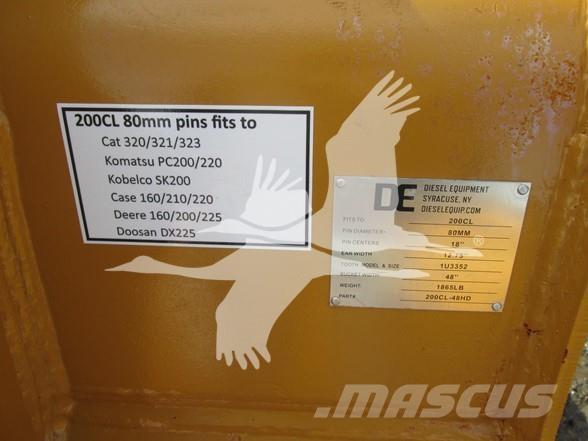 200CL 80mm pins fits to
Cat 320/321/323
Komatsu PC200/220
Kobelco SK200
Case 160/210/220
Deere 160/200/225
Doosan DX225
DE DIESEL EQUIPMENT
SYRACUSE, NY
DIESELEQUIP.COM
FITS TO 200CL
PIN DIAMETER- 80MM
PIN CENTERS 18"
EAR WIDTH 12.75"
TOOTH MODEL & SIZE 1U3352
BUCKET WIDTH 48"
WEIGHT: 1865LB
PART# 200CL-48HD
®
MASCUS